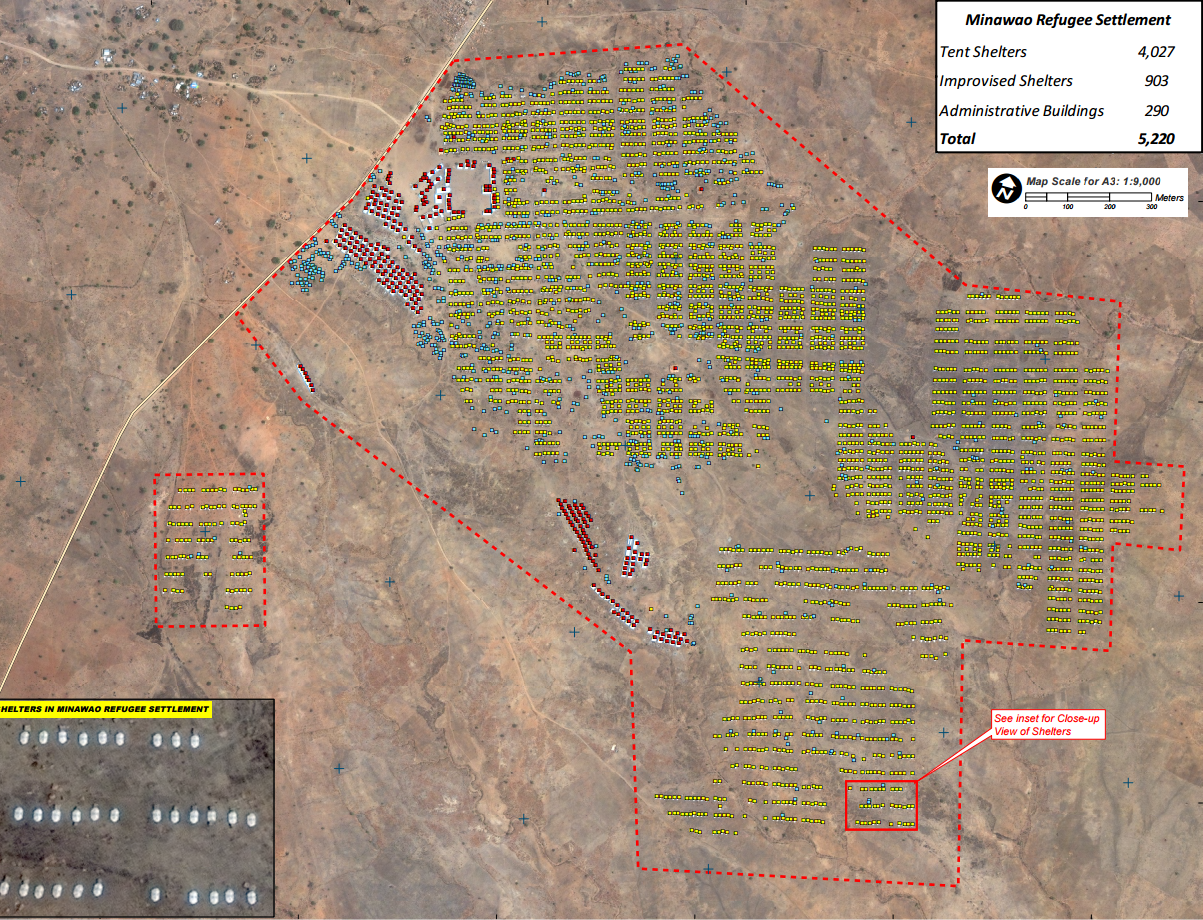 Minawao Refugee Settlement
Tent Shelters 4,027
Improvised Shelters 903
Administrative Buildings 290
Total 5,220
N
Map Scale for A3: 1:9,000
Meters
0 100 200 300
HELTERS IN MINAWAO REFUGEE SETTLEMENT
See inset for Close-up
View of Shelters